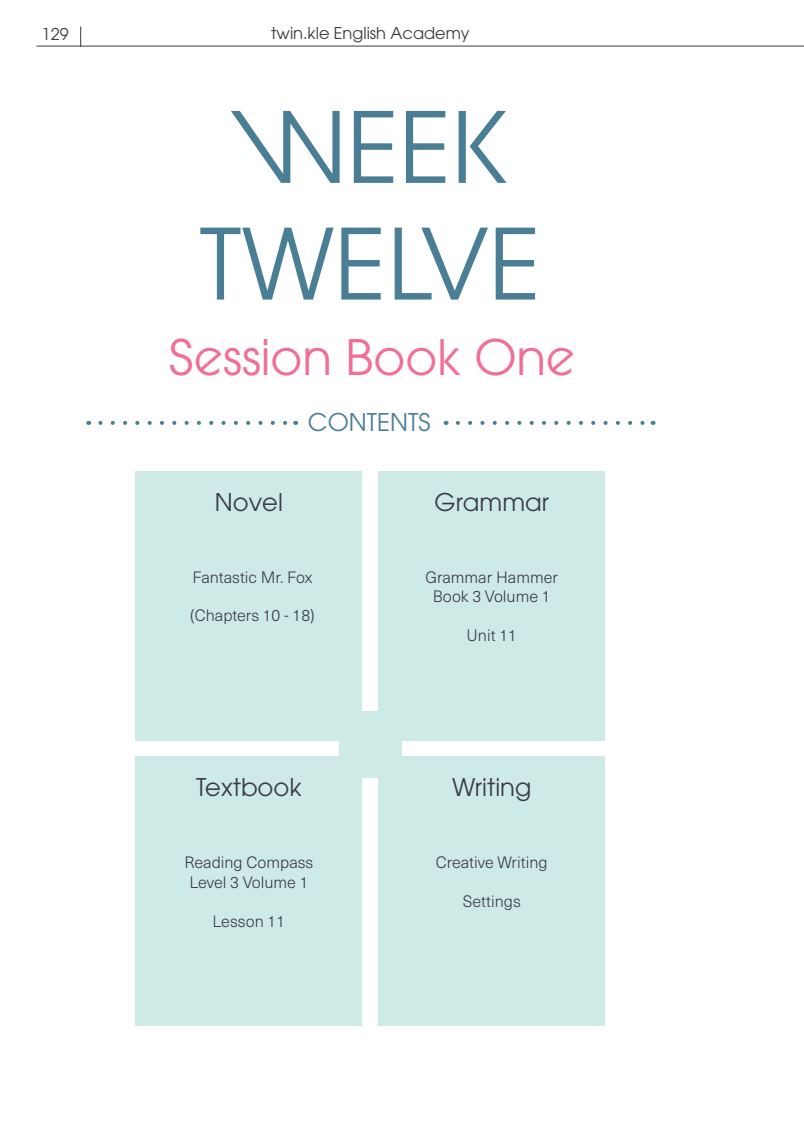 129
twin.kle English Academy
WEEK
TWELVE
Session Book One
CONTENTS
Novel
Fantastic Mr. Fox
(Chapters 10 - 18)
Grammar
Grammar Hammer
Book 3 Volume 1
Unit 11
Textbook
Reading Compass
Level 3 Volume 1
Lesson 11
Writing
Creative Writing
Settings